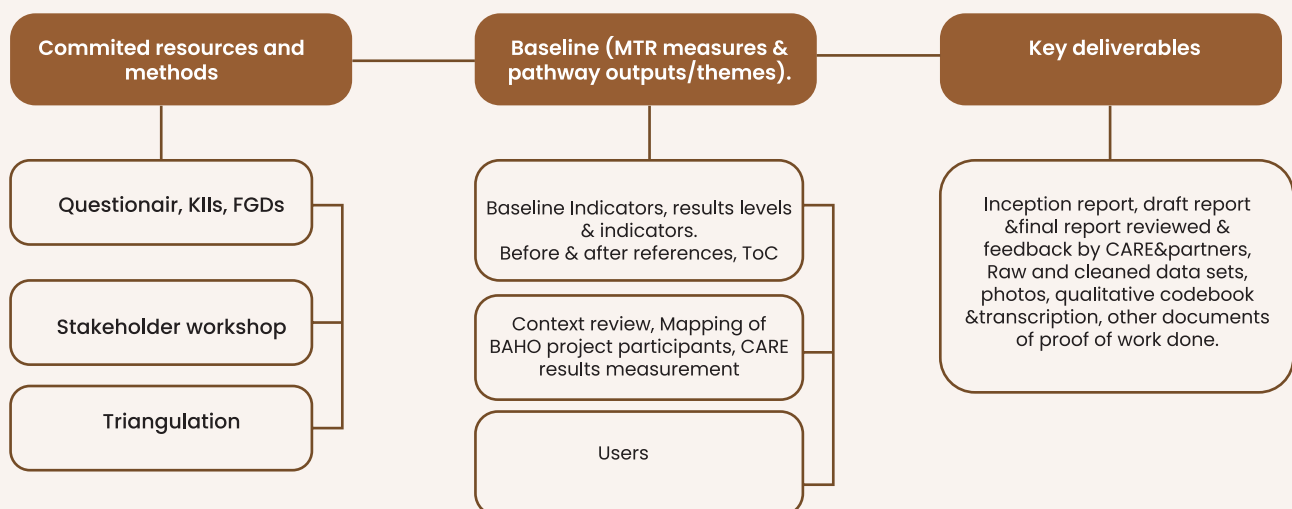 Commited resources and
methods
Baseline (MTR measures &
pathway outputs/themes).
Key deliverables
Questionair, KIIs, FGDs
Stakeholder workshop
Triangulation
Baseline Indicators, results levels
& indicators.
Before & after references, ToC
Context review, Mapping of
BAHO project participants, CARE
results measurement
Users
Inception report, draft report
&final report reviewed &
feedback by CARE&partners,
Raw and cleaned data sets,
photos, qualitative codebook
&transcription, other documents
of proof of work done.